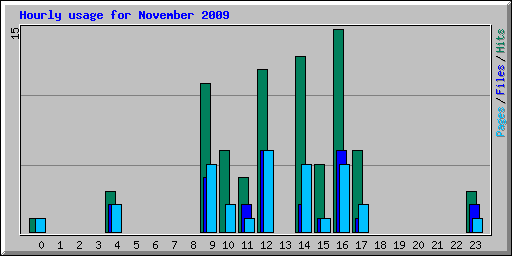 Hourly usage for November 2009
15
Pages / Files / Hits
0 1 2 3 4 5 6 7 8 9 10 11 12 13 14 15 16 17 18 19 20 21 22 23